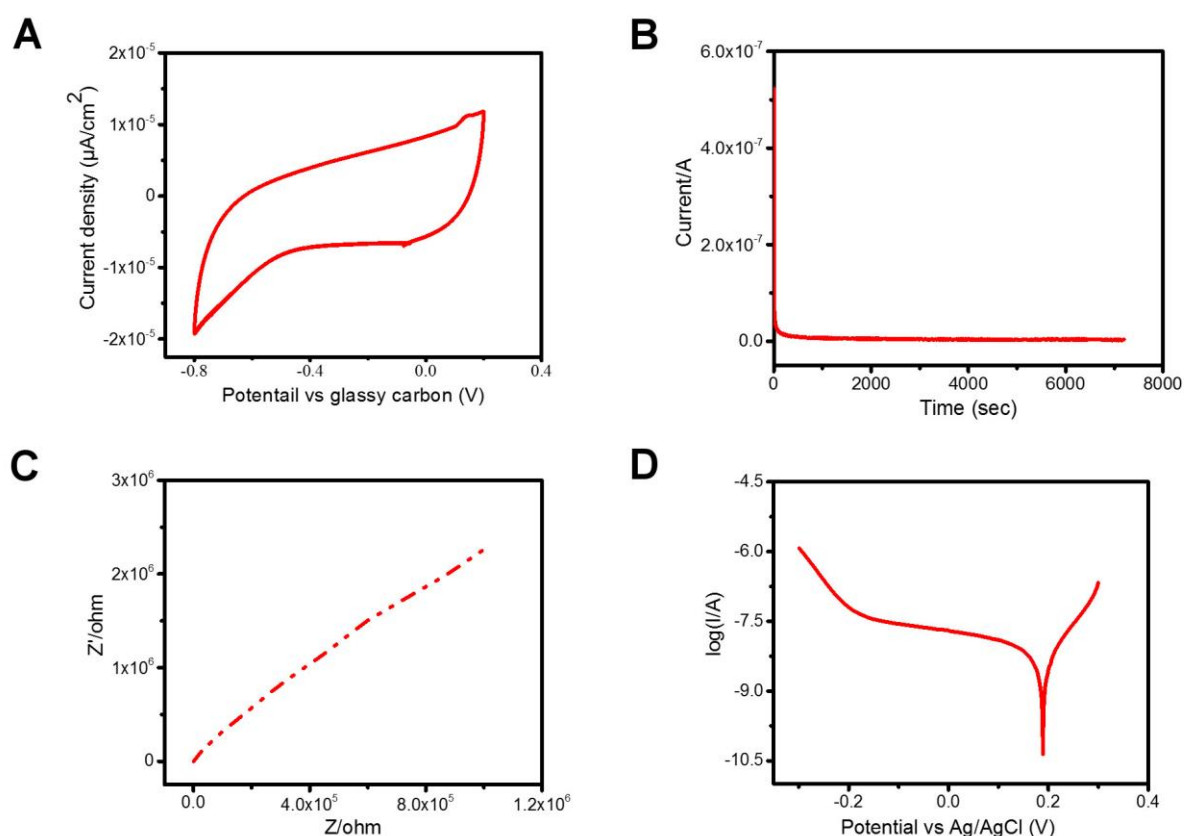 A
2x10⁻⁵
1x10⁻⁵
0
-1x10⁻⁵
-2x10⁻⁵
Current density (µA/cm²)
-0.8
-0.4
0.0
0.4
Potentail vs glassy carbon (V)
B
6.0x10⁻⁷
4.0x10⁻⁷
2.0x10⁻⁷
0.0
Current/A
0
2000
4000
6000
8000
Time (sec)
C
3x10⁶
2x10⁶
1x10⁶
0
Z'/ohm
0.0
4.0x10⁵
8.0x10⁵
1.2x10⁶
Z/ohm
D
-4.5
-6.0
-7.5
-9.0
-10.5
log(I/A)
-0.2
0.0
0.2
0.4
Potential vs Ag/AgCl (V)